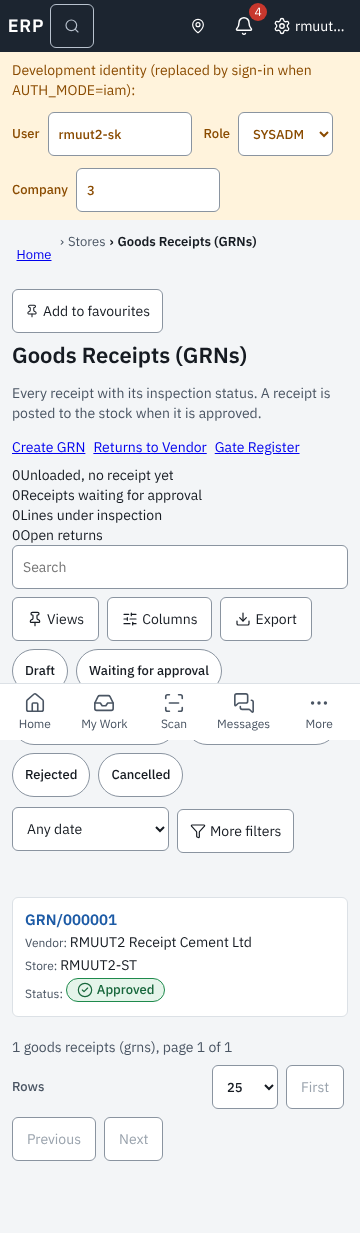 ERP
4
rmuut...
Development identity (replaced by sign-in when
AUTH_MODE=iam):
User rmuut2-sk Role SYSADM
Company 3
Home › Stores › Goods Receipts (GRNs)
Add to favourites
Goods Receipts (GRNs)
Every receipt with its inspection status. A receipt is
posted to the stock when it is approved.
Create GRN Returns to Vendor Gate Register
0Unloaded, no receipt yet
0Receipts waiting for approval
0Lines under inspection
0Open returns
Search
Views Columns Export
Draft Waiting for approval
Home My Work Scan Messages More
Rejected Cancelled
Any date More filters
GRN/000001
Vendor: RMUUT2 Receipt Cement Ltd
Store: RMUUT2-ST
Status: Approved
1 goods receipts (grns), page 1 of 1
Rows 25 First
Previous Next